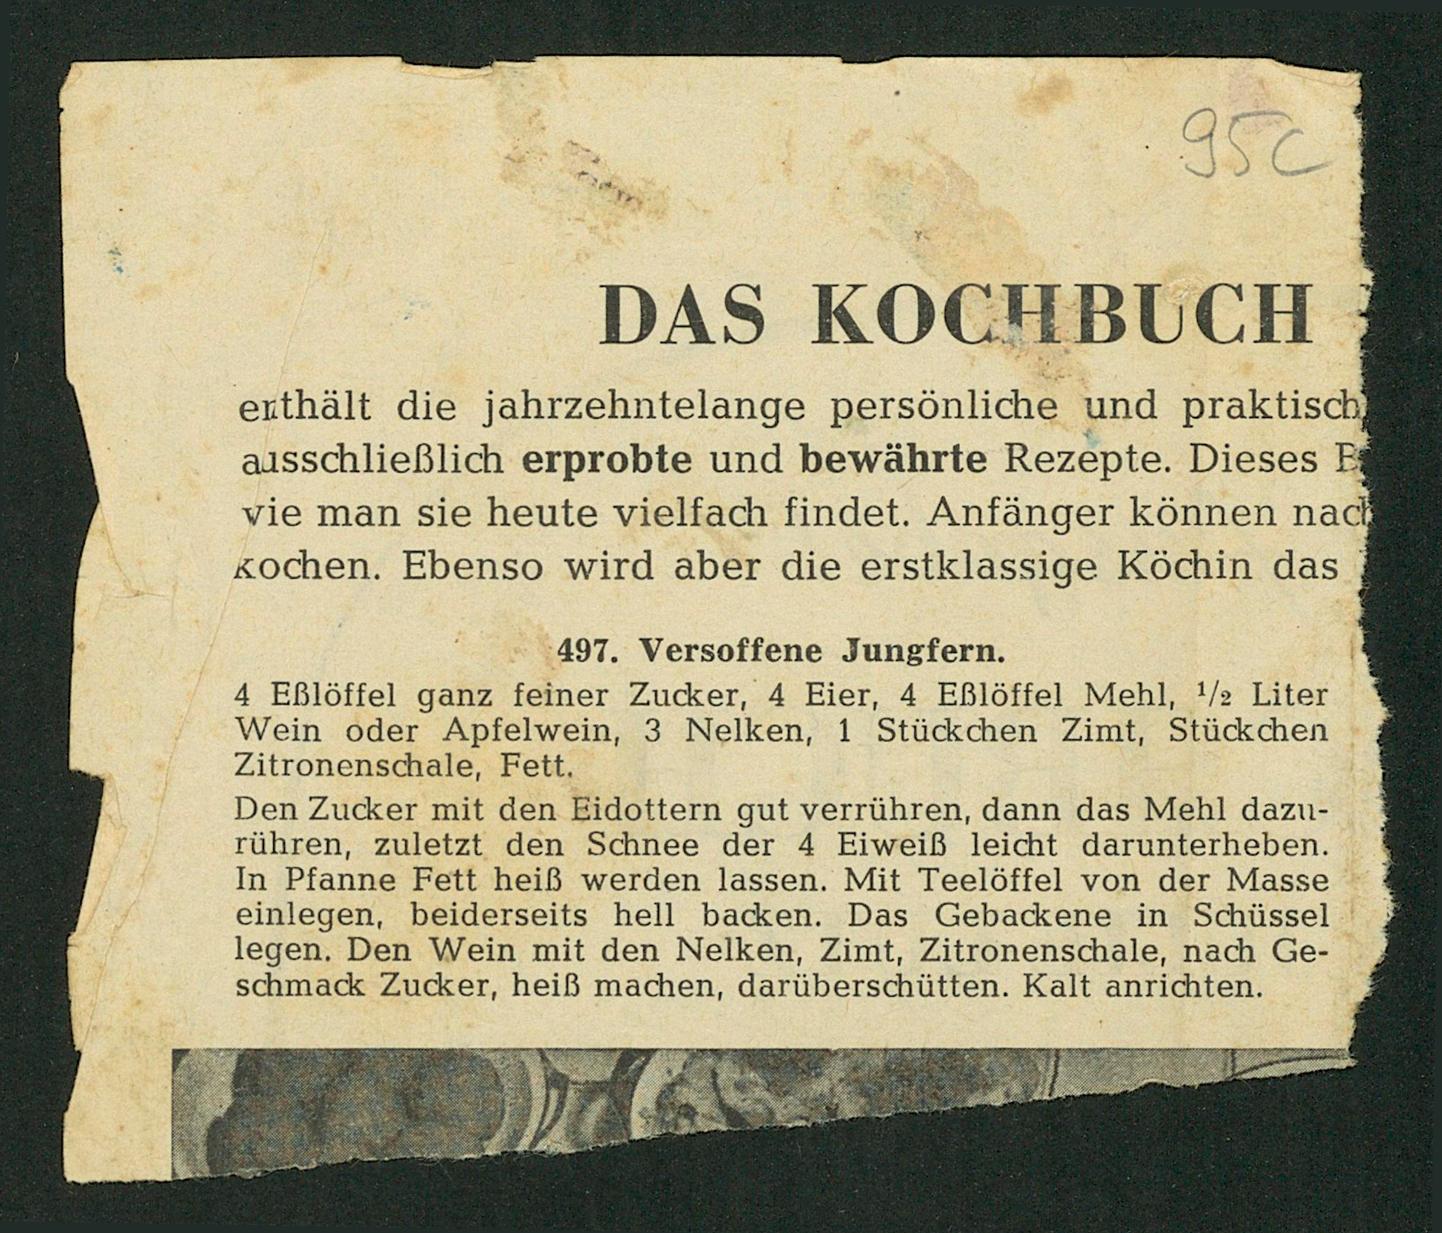 95c
DAS KOCHBUCH
enthält die jahrzehntelange persönliche und praktisch
ausschließlich erprobte und bewährte Rezepte. Dieses
wie man sie heute vielfach findet. Anfänger können nach
kochen. Ebenso wird aber die erstklassige Köchin das
497. Versoffene Jungfern.
4 Eßlöffel ganz feiner Zucker, 4 Eier, 4 Eßlöffel Mehl, ¹/₂ Liter
Wein oder Apfelwein, 3 Nelken, 1 Stückchen Zimt, Stückchen
Zitronenschale, Fett.
Den Zucker mit den Eidottern gut verrühren, dann das Mehl dazu-
rühren, zuletzt den Schnee der 4 Eiweiß leicht darunterheben.
In Pfanne Fett heiß werden lassen. Mit Teelöffel von der Masse
einlegen, beiderseits hell backen. Das Gebackene in Schüssel
legen. Den Wein mit den Nelken, Zimt, Zitronenschale, nach Ge-
schmack Zucker, heiß machen, darüberschütten. Kalt anrichten.